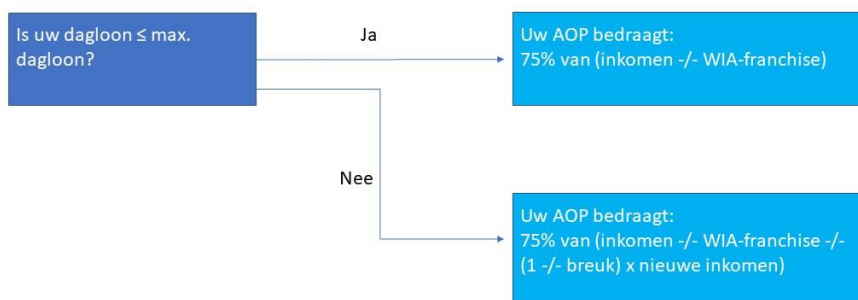 Is uw dagloon ≤ max.
dagloon?
Ja
Uw AOP bedraagt:
75% van (inkomen -/- WIA-franchise)
Nee
Uw AOP bedraagt:
75% van (inkomen -/- WIA-franchise -/-
(1 -/- breuk) x nieuwe inkomen)